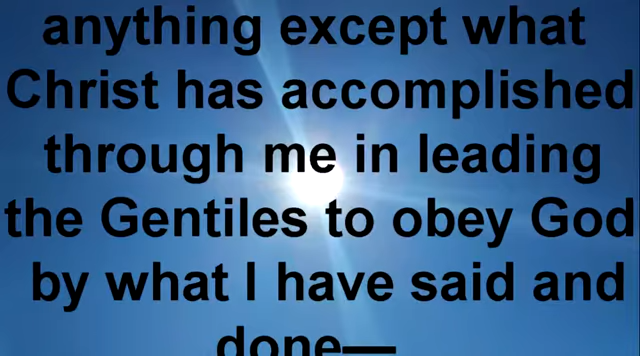 anything except what
Christ has accomplished
through me in leading
the Gentiles to obey God
by what I have said and
done—